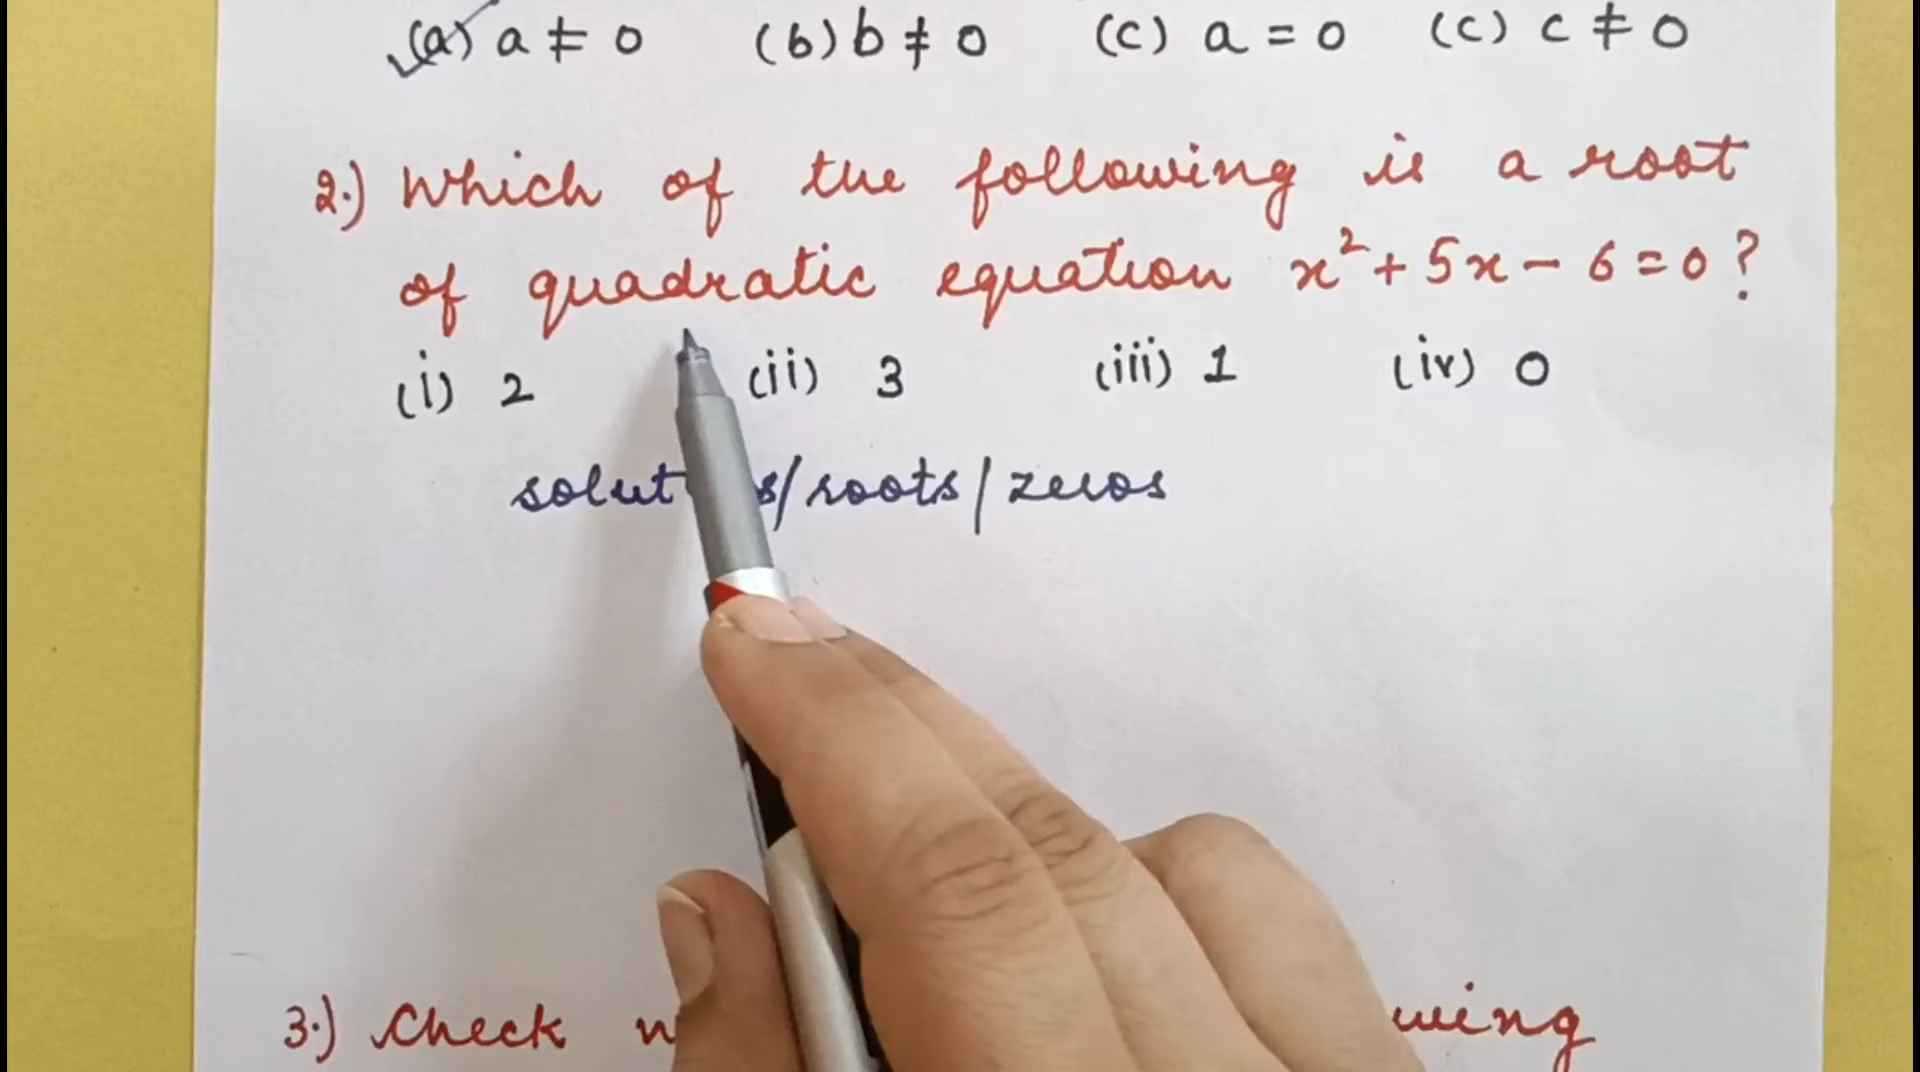 (a) a ≠ 0 (b) b ≠ 0 (c) a = 0 (c) c ≠ 0
2.) Which of the following is a root
of quadratic equation x² + 5x - 6 = 0 ?
(i) 2 (ii) 3 (iii) 1 (iv) 0
/roots/zeros
3.) Check